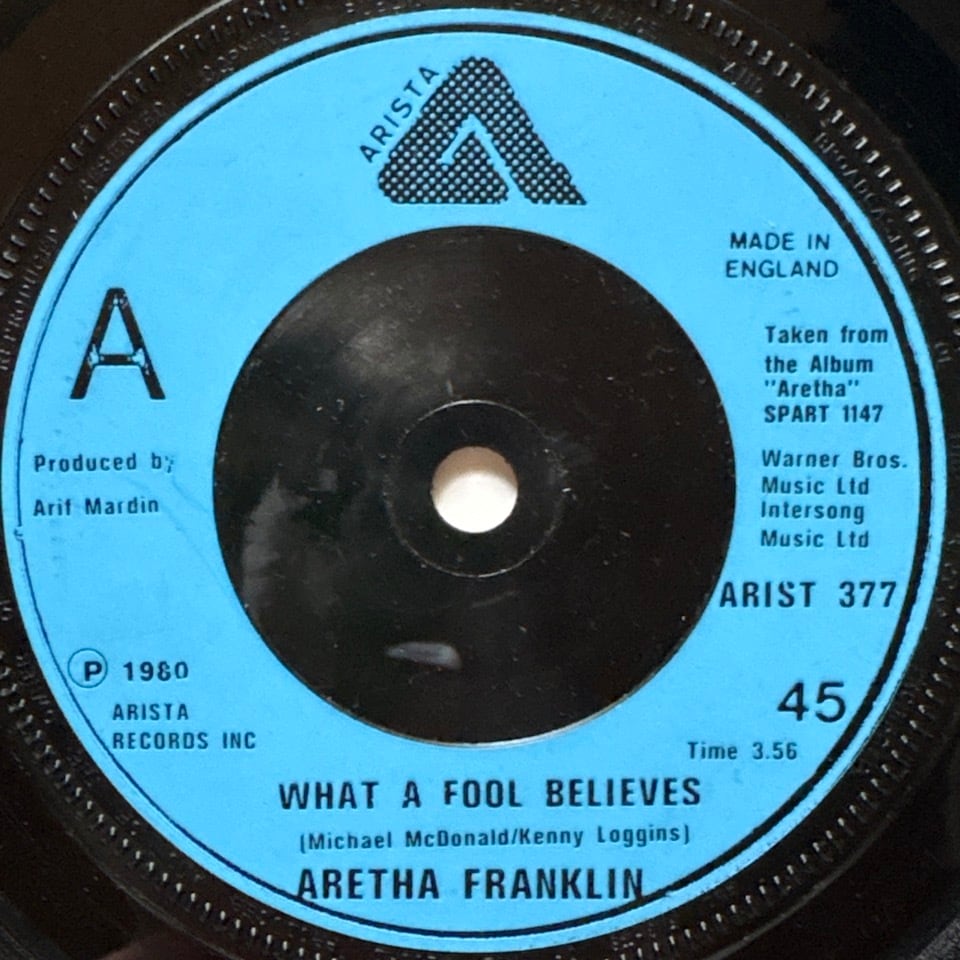 ARISTA
MADE IN
ENGLAND
A
Taken from
the Album
"Aretha"
SPART 1147
Produced by
Arif Mardin
Warner Bros.
Music Ltd
Intersong
Music Ltd
ARIST 377
℗ 1980
ARISTA
RECORDS INC
45
Time 3.56
WHAT A FOOL BELIEVES
(Michael McDonald/Kenny Loggins)
ARETHA FRANKLIN